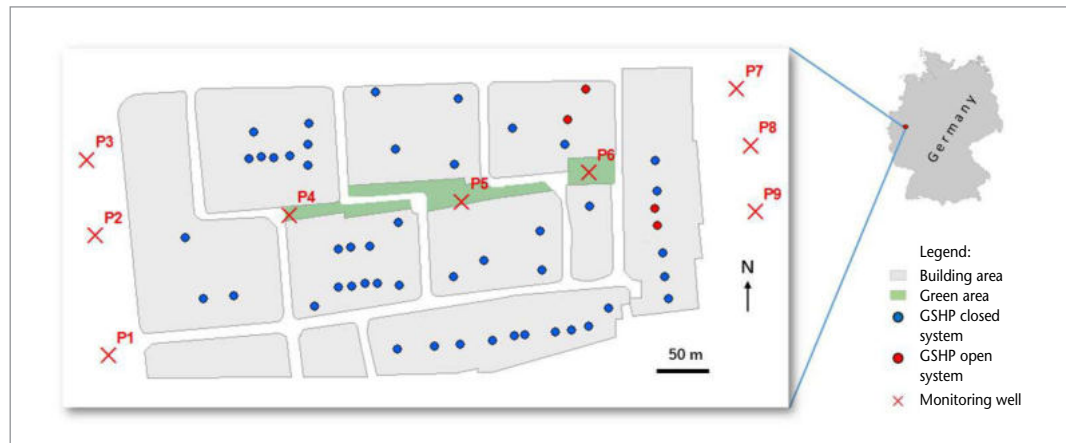 P7
P3
P8
P6
P5
P4
P9
P2
N
P1
50 m
Germany
Legend:
Building area
Green area
GSHP closed
system
GSHP open
system
Monitoring well